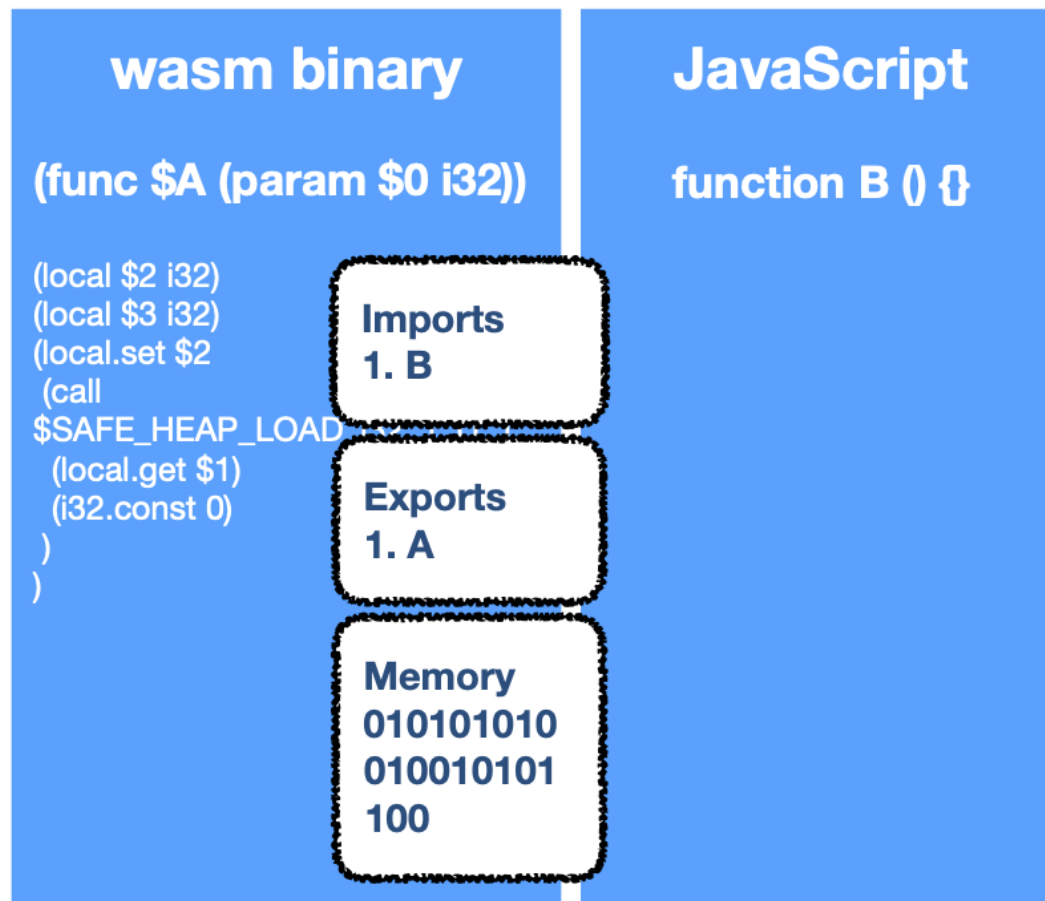 wasm binary
(func $A (param $0 i32))
(local $2 i32)
(local $3 i32)
(local.set $2
(call
$SAFE_HEAP_LOAD
(local.get $1)
(i32.const 0)
)
)
Imports
1. B
Exports
1. A
Memory
010101010
010010101
100
JavaScript
function B () {}